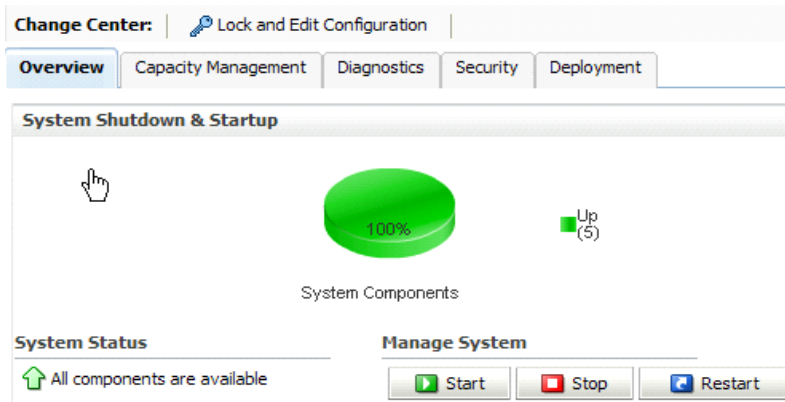 Change Center: Lock and Edit Configuration
Overview Capacity Management Diagnostics Security Deployment
System Shutdown & Startup
100%
Up
(5)
System Components
System Status
Manage System
All components are available
Start Stop Restart